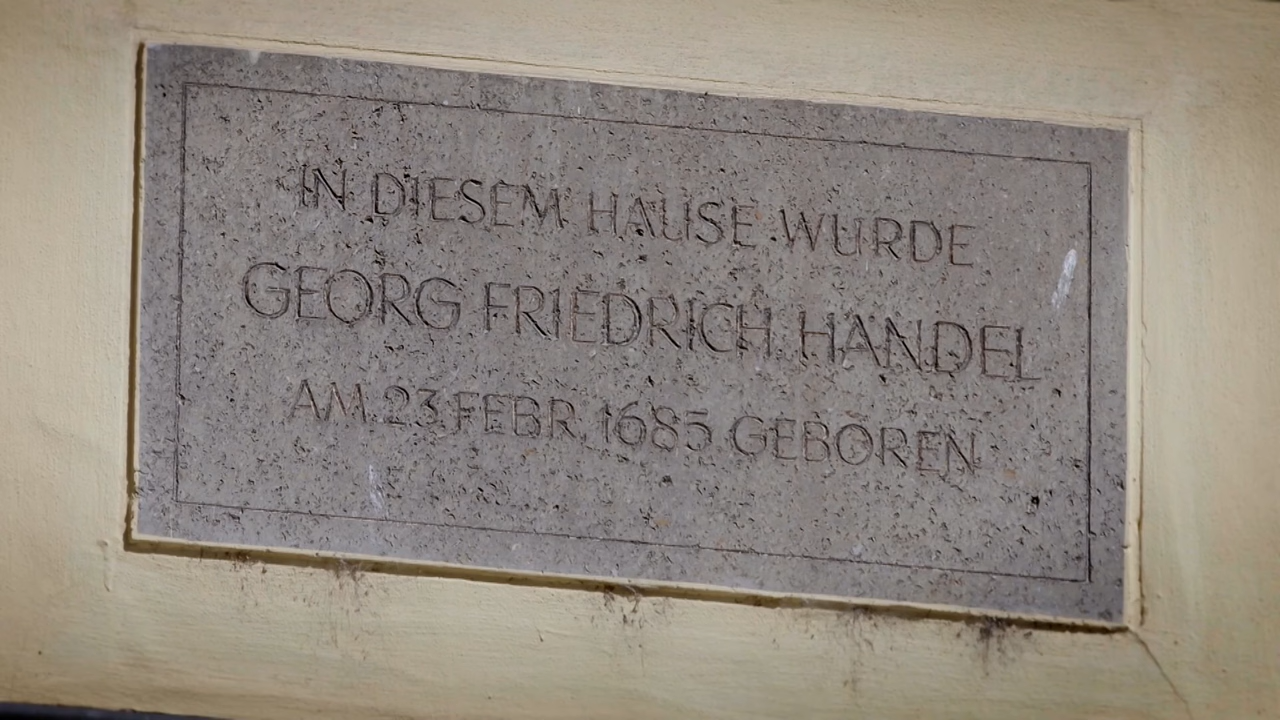 IN DIESEM HAUSE WURDE
GEORG FRIEDRICH HANDEL
AM 23 FEBR. 1685 GEBOREN